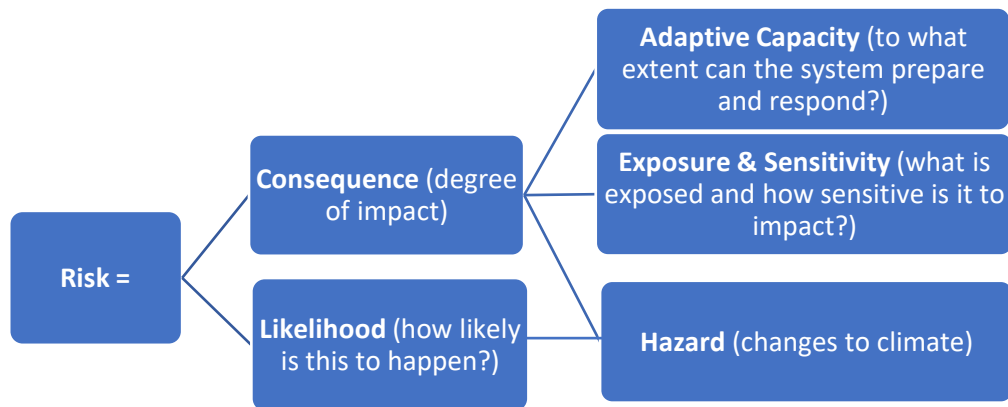 Risk =
Consequence (degree
of impact)
Likelihood (how likely
is this to happen?)
Adaptive Capacity (to what
extent can the system prepare
and respond?)
Exposure & Sensitivity (what is
exposed and how sensitive is it to
impact?)
Hazard (changes to climate)